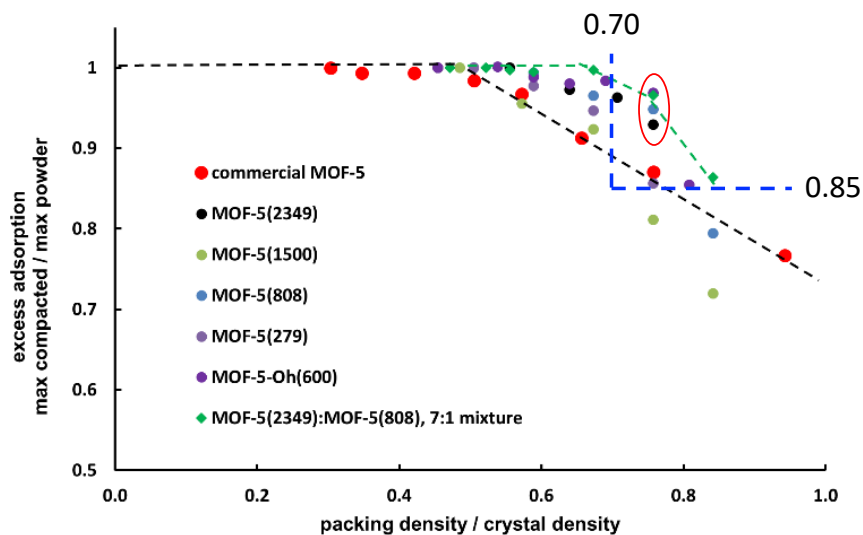 0.70
1
0.9
0.85
0.8
0.7
0.6
0.5
excess adsorption
max compacted / max powder
commercial MOF-5
MOF-5(2349)
MOF-5(1500)
MOF-5(808)
MOF-5(279)
MOF-5-Oh(600)
MOF-5(2349):MOF-5(808), 7:1 mixture
0.0 0.2 0.4 0.6 0.8 1.0
packing density / crystal density